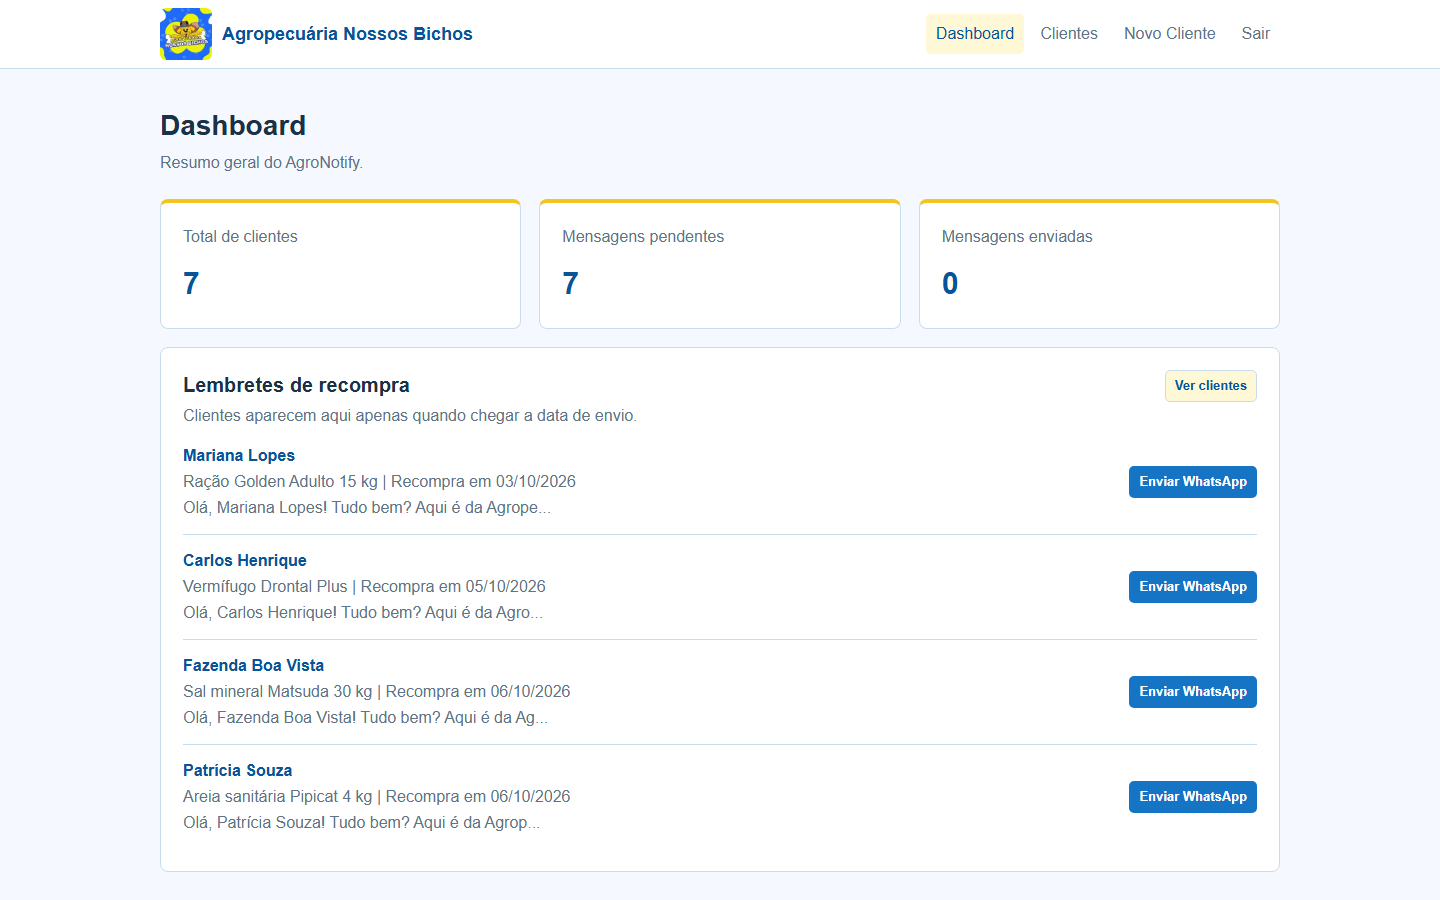 Agropecuária Nossos Bichos
Dashboard
Clientes
Novo Cliente
Sair
Dashboard
Resumo geral do AgroNotify.
Total de clientes
7
Mensagens pendentes
7
Mensagens enviadas
0
Lembretes de recompra
Ver clientes
Clientes aparecem aqui apenas quando chegar a data de envio.
Mariana Lopes
Ração Golden Adulto 15 kg | Recompra em 03/10/2026
Olá, Mariana Lopes! Tudo bem? Aqui é da Agrope...
Enviar WhatsApp
Carlos Henrique
Vermífugo Drontal Plus | Recompra em 05/10/2026
Olá, Carlos Henrique! Tudo bem? Aqui é da Agro...
Enviar WhatsApp
Fazenda Boa Vista
Sal mineral Matsuda 30 kg | Recompra em 06/10/2026
Olá, Fazenda Boa Vista! Tudo bem? Aqui é da Ag...
Enviar WhatsApp
Patrícia Souza
Areia sanitária Pipicat 4 kg | Recompra em 06/10/2026
Olá, Patrícia Souza! Tudo bem? Aqui é da Agrop...
Enviar WhatsApp